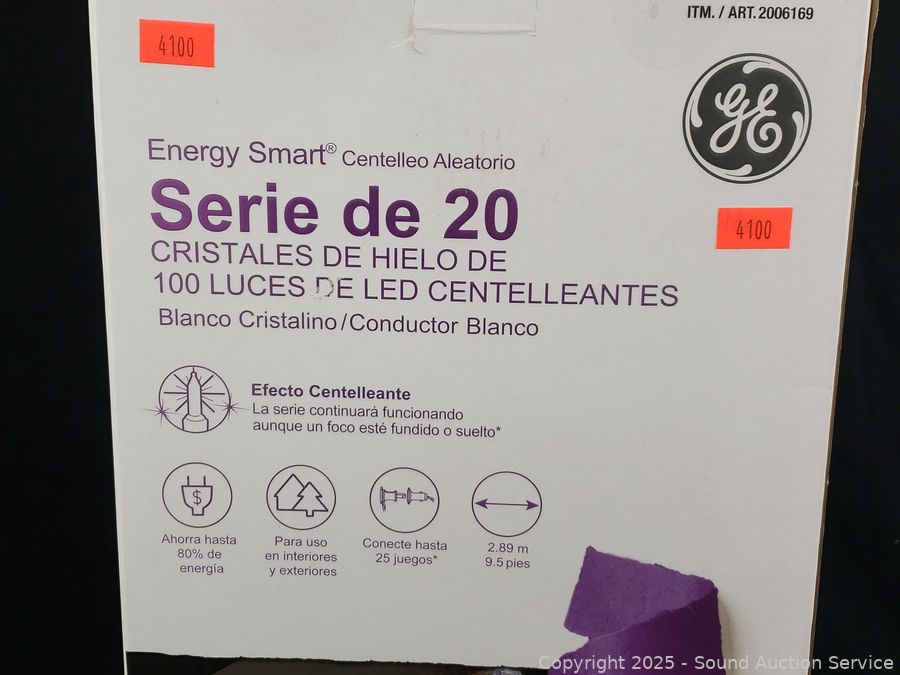 ITM. / ART. 2006169
4100
GE
Energy Smart® Centelleo Aleatorio
Serie de 20
4100
CRISTALES DE HIELO DE
100 LUCES DE LED CENTELLEANTES
Blanco Cristalino/Conductor Blanco
Efecto Centelleante
La serie continuará funcionando
aunque un foco esté fundido o suelto*
$
Ahorra hasta
80% de
energía
Para uso
en interiores
y exteriores
Conecte hasta
25 juegos*
2.89 m
9.5 pies
Copyright 2025 - Sound Auction Service